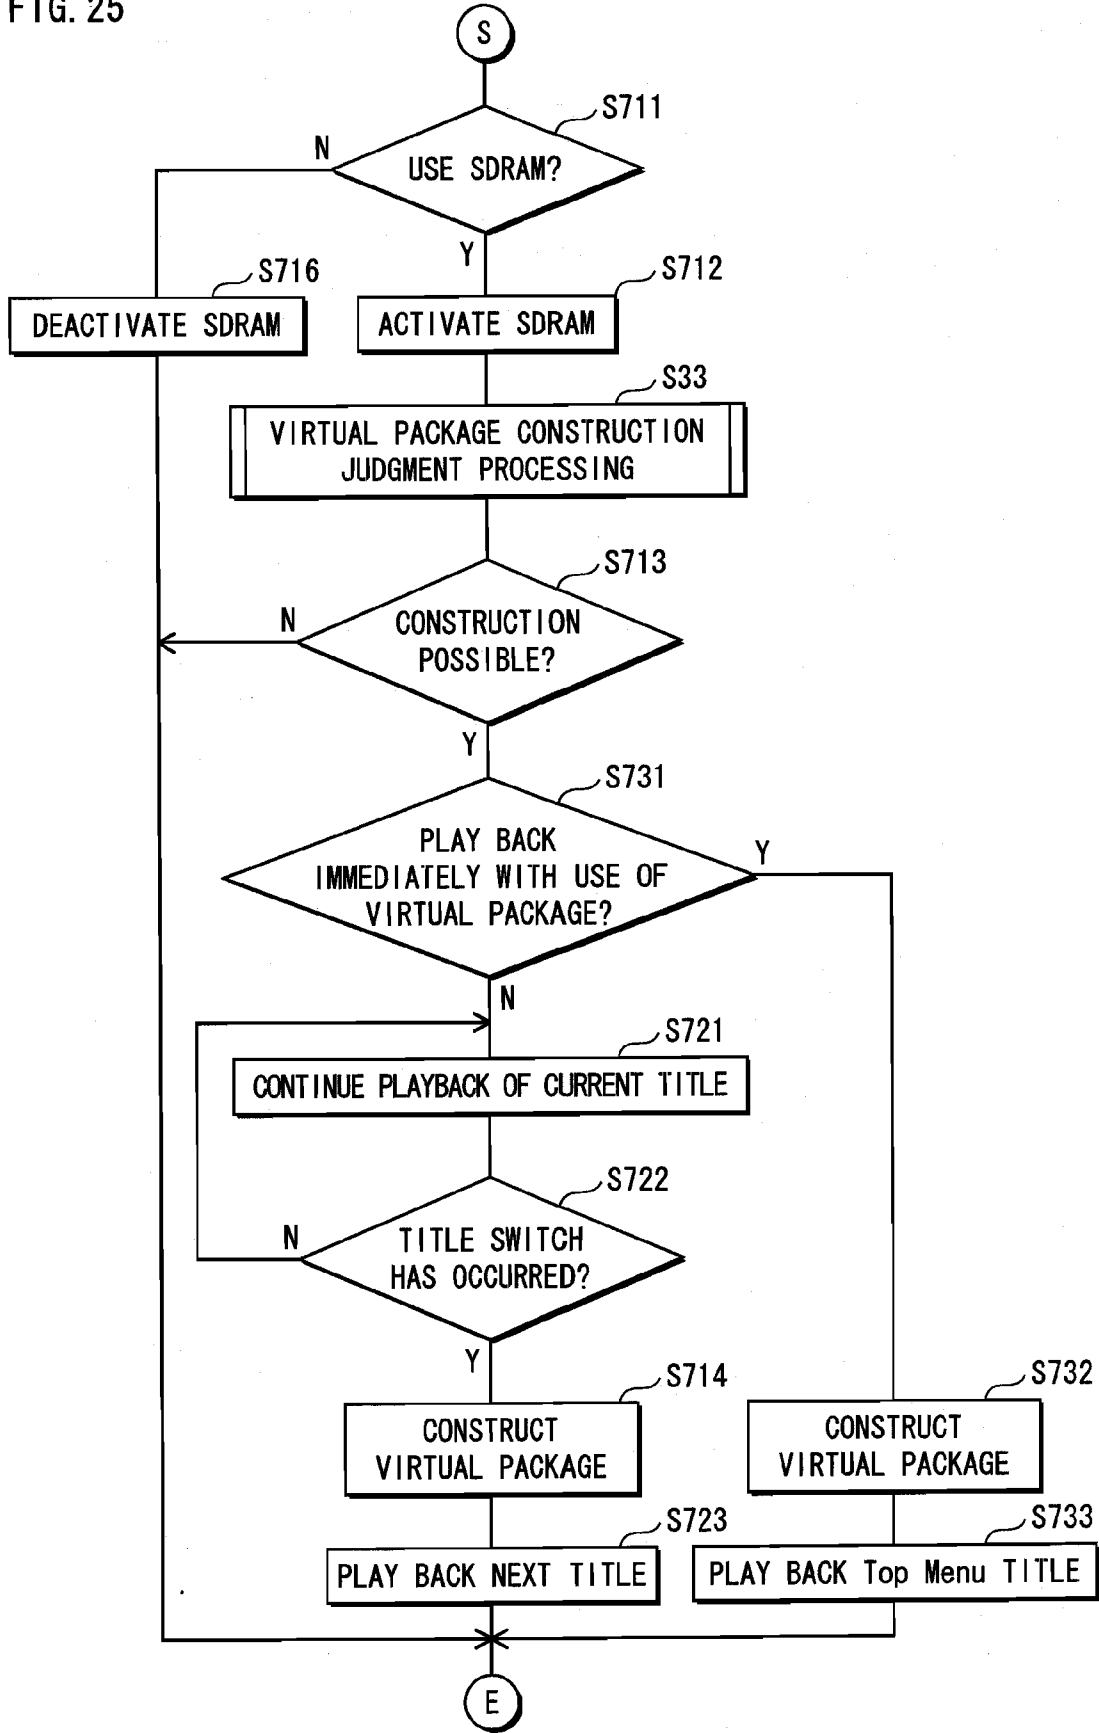 FIG. 25
S
S711
N
USE SDRAM?
Y
S716
S712
DEACTIVATE SDRAM
ACTIVATE SDRAM
S33
VIRTUAL PACKAGE CONSTRUCTION
JUDGMENT PROCESSING
S713
N
CONSTRUCTION
POSSIBLE?
Y
S731
PLAY BACK
IMMEDIATELY WITH USE OF
VIRTUAL PACKAGE?
Y
N
S721
CONTINUE PLAYBACK OF CURRENT TITLE
S722
N
TITLE SWITCH
HAS OCCURRED?
Y
S714
S732
CONSTRUCT
VIRTUAL PACKAGE
CONSTRUCT
VIRTUAL PACKAGE
S723
S733
PLAY BACK NEXT TITLE
PLAY BACK Top Menu TITLE
E